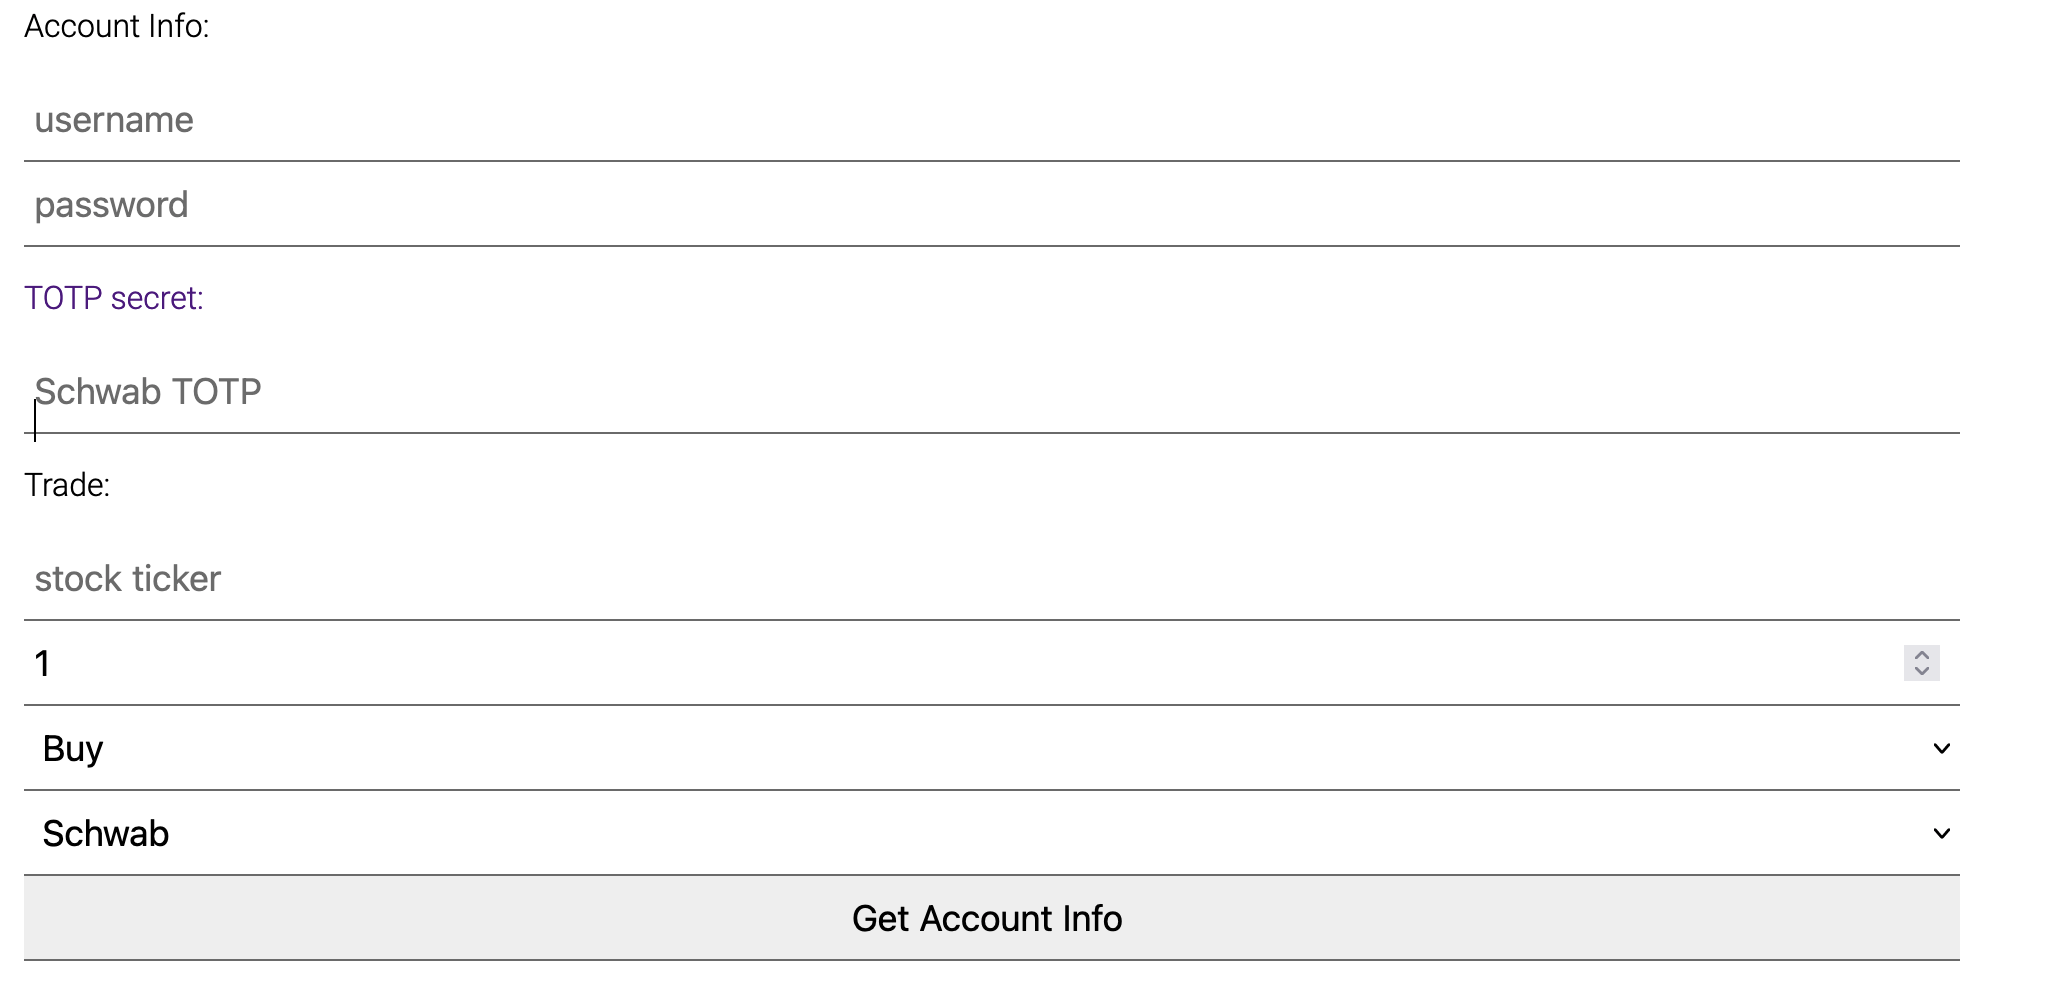 Account Info:
username
password
TOTP secret:
Schwab TOTP
Trade:
stock ticker
1
Buy
Schwab
Get Account Info